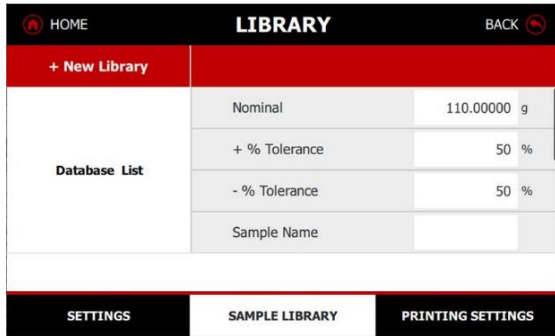 HOME LIBRARY BACK
+ New Library
Nominal 110.00000 g
+ % Tolerance 50 %
Database List
- % Tolerance 50 %
Sample Name
SETTINGS SAMPLE LIBRARY PRINTING SETTINGS